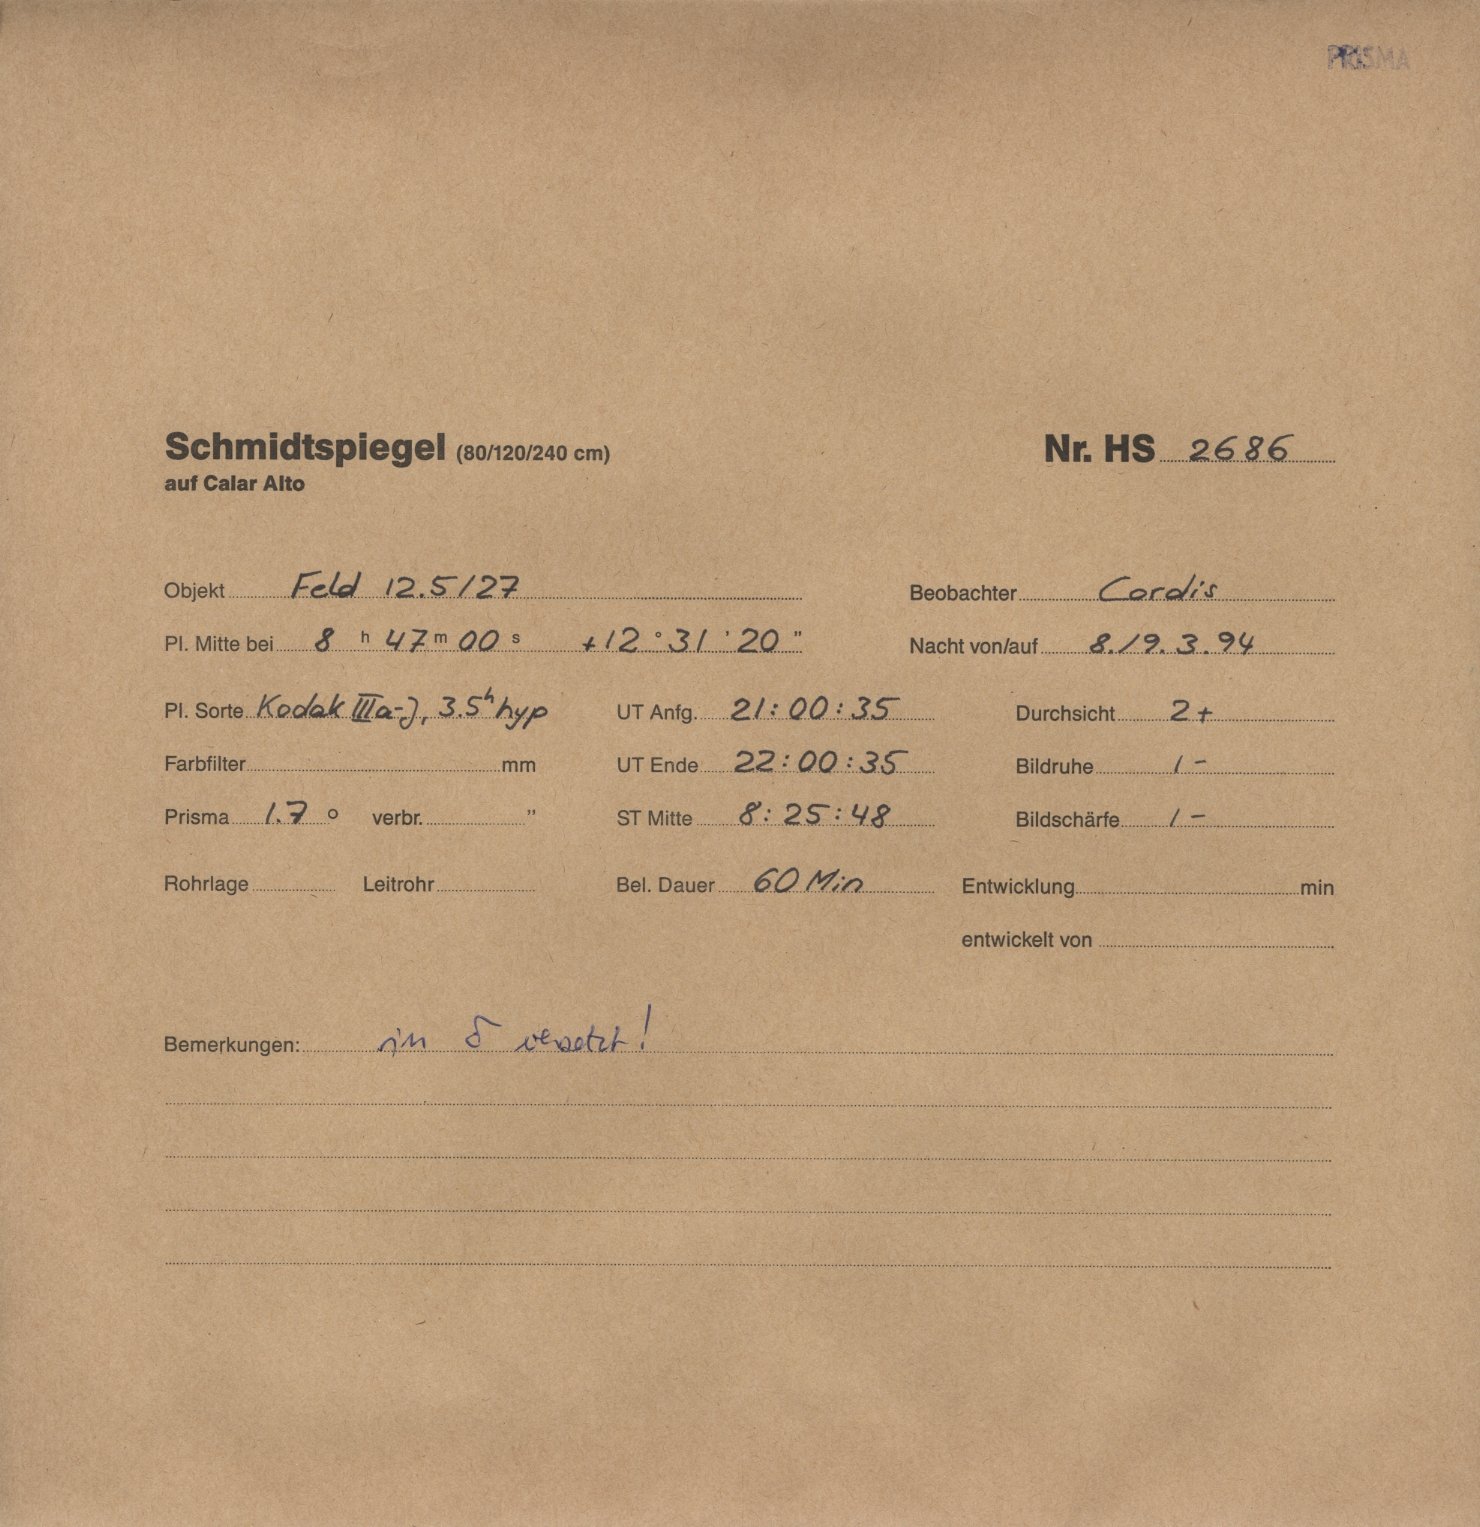 PRISMA
Schmidtspiegel (80/120/240 cm) Nr. HS 2686
auf Calar Alto
Objekt Feld 12.5/27 Beobachter Cordis
Pl. Mitte bei 8 h 47 m 00 s +12 ° 31 ' 20 " Nacht von/auf 8./9. 3. 94
Pl. Sorte Kodak IIIa-J, 3.5h hyp UT Anfg. 21:00:35 Durchsicht 2+
Farbfilter mm UT Ende 22:00:35 Bildruhe 1-
Prisma 1.7 ° verbr. " ST Mitte 8:25:48 Bildschärfe 1-
Rohrlage Leitrohr Bel. Dauer 60 Min Entwicklung min
entwickelt von
Bemerkungen: in δ versetzt!